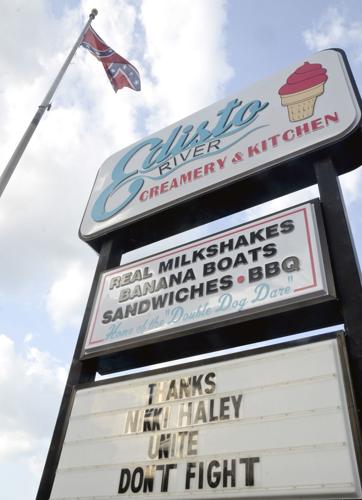 Edisto
RIVER
CREAMERY & KITCHEN
REAL MILKSHAKES
BANANA BOATS
SANDWICHES • BBQ
Home of the "Double Dog Dare"
THANKS
NIKKI HALEY
UNITE
DON'T FIGHT